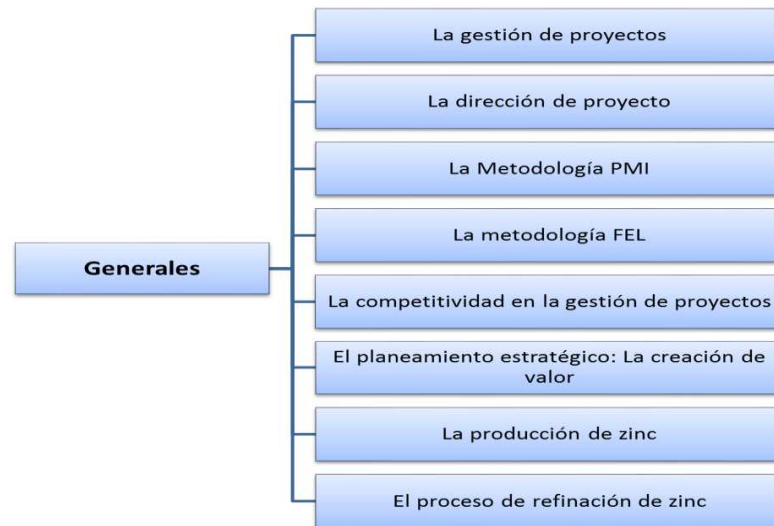 La gestión de proyectos
La dirección de proyecto
La Metodología PMI
La metodología FEL
Generales
La competitividad en la gestión de proyectos
El planeamiento estratégico: La creación de
valor
La producción de zinc
El proceso de refinación de zinc